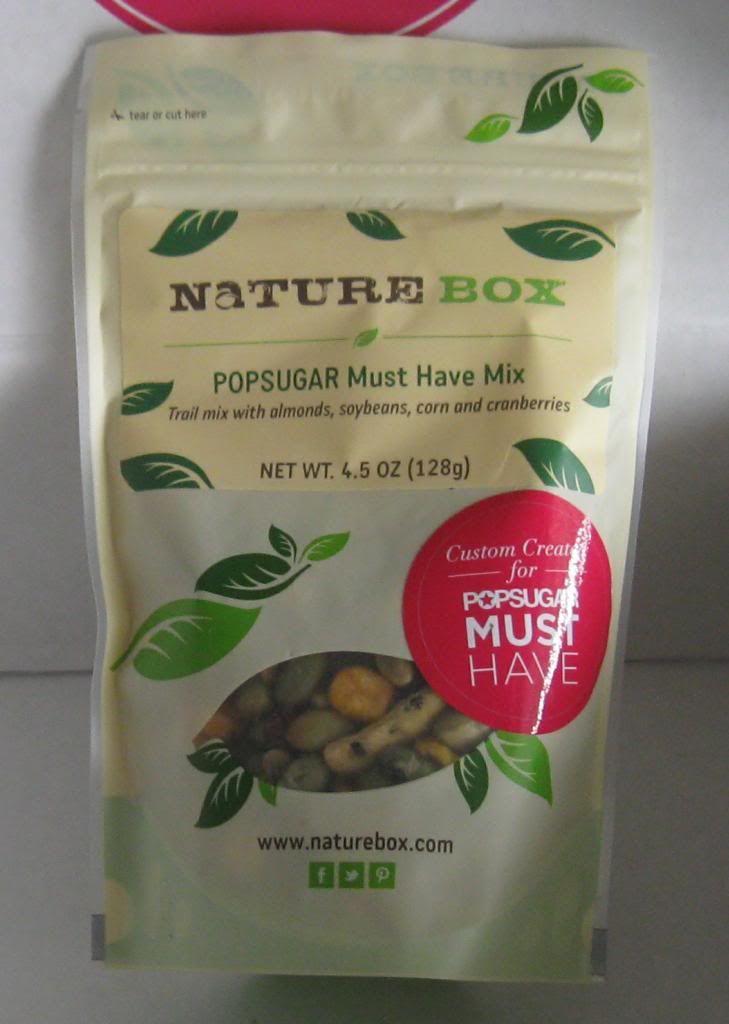 tear or cut here
NaTURE BOX
POPSUGAR Must Have Mix
Trail mix with almonds, soybeans, corn and cranberries
NET WT. 4.5 OZ (128g)
Custom Create
for
POPSUGAR
MUST
HAVE
www.naturebox.com